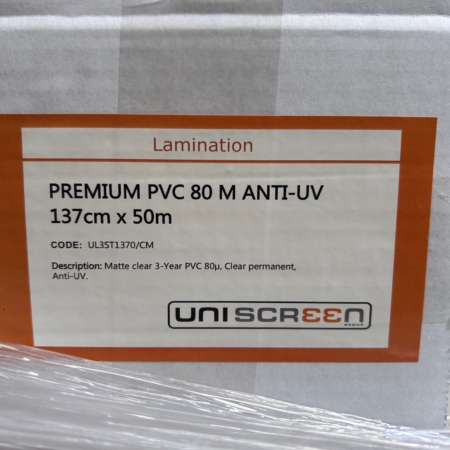 Lamination
PREMIUM PVC 80 M ANTI-UV
137cm x 50m
CODE: UL3ST1370/CM
Description: Matte clear 3-Year PVC 80µ, Clear permanent,
Anti-UV.
UNISCREEN
GROUP